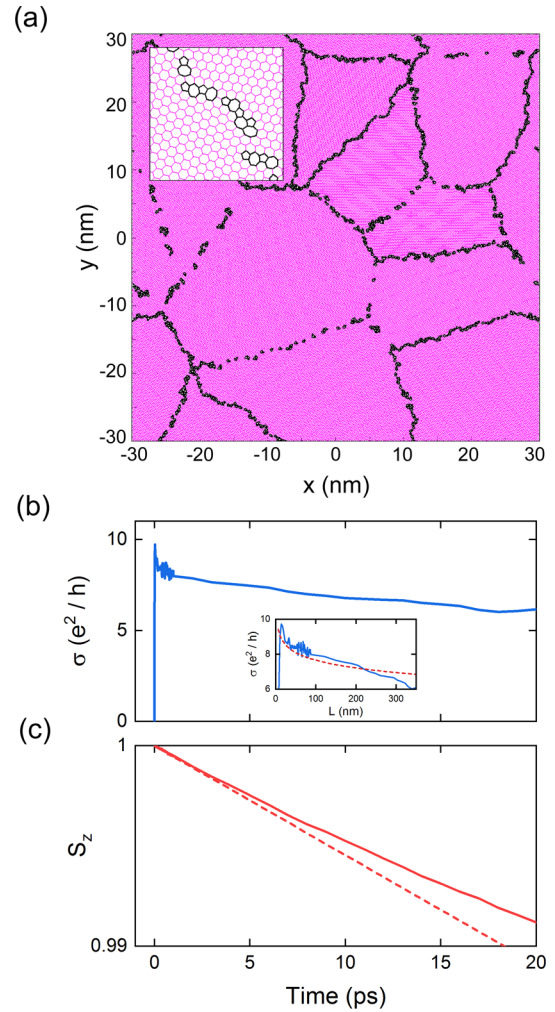 (a)
30
20
10
0
-10
-20
-30
y (nm)
-30 -20 -10 0 10 20 30
x (nm)
(b)
10
5
0
σ (e² / h)
10
8
6
σ (e² / h)
0 100 200 300
L (nm)
(c)
1
0.99
S_z
0 5 10 15 20
Time (ps)